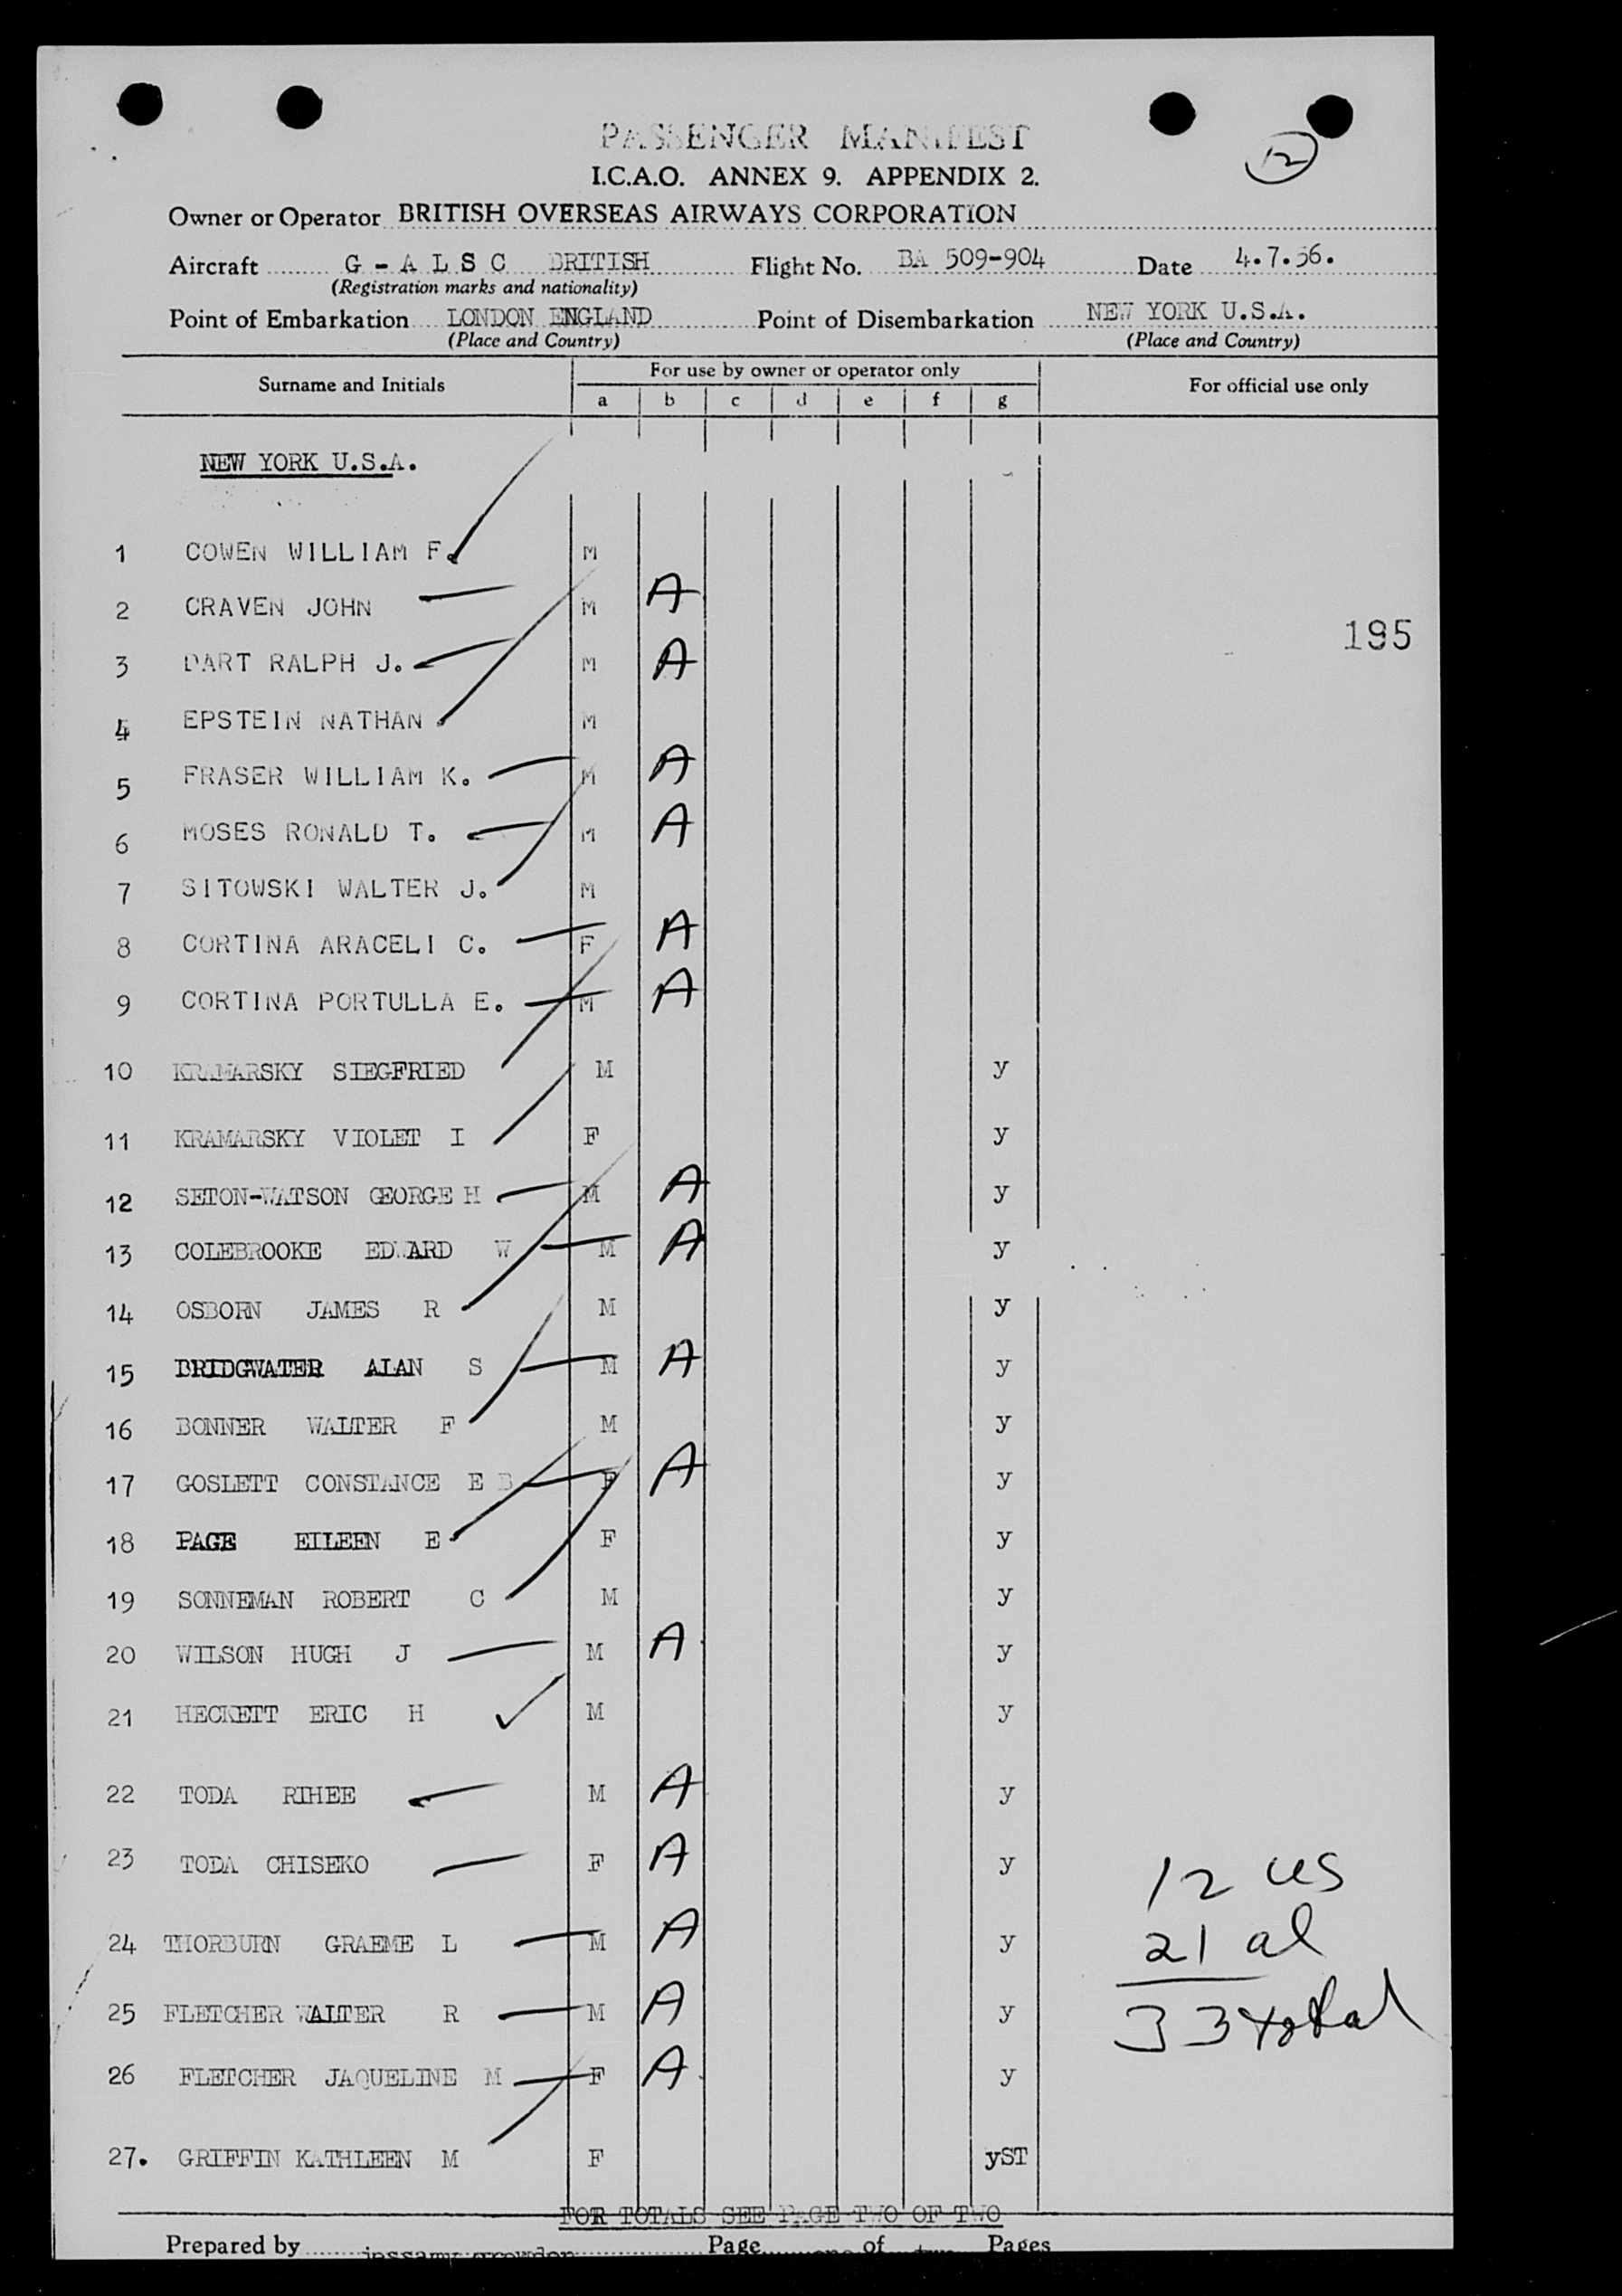 PASSENGER MANIFEST
12
I.C.A.O. ANNEX 9. APPENDIX 2.
Owner or Operator BRITISH OVERSEAS AIRWAYS CORPORATION
Aircraft G - A L S C BRITISH Flight No. BA 509-904 Date 4.7.56.
(Registration marks and nationality)
Point of Embarkation LONDON ENGLAND Point of Disembarkation NEW YORK U.S.A.
(Place and Country) (Place and Country)
Surname and Initials For use by owner or operator only For official use only
a b c d e f g
NEW YORK U.S.A.
1 COWEN WILLIAM F. M
2 CRAVEN JOHN M A
195
3 DART RALPH J. M A
4 EPSTEIN NATHAN M
5 FRASER WILLIAM K. M A
6 MOSES RONALD T. M A
7 SITOWSKI WALTER J. M
8 CORTINA ARACELI C. F A
9 CORTINA PORTULLA E. M A
10 KRAMARSKY SIEGFRIED M y
11 KRAMARSKY VIOLET I F y
12 SETON-WATSON GEORGE H M A y
13 COLEBROOKE EDWARD W M A y
14 OSBORN JAMES R M y
15 BRIDGWATER ALAN S M A y
16 BONNER WALTER F M y
17 GOSLETT CONSTANCE E B F A y
18 PAGE EILEEN E F y
19 SONNEMAN ROBERT C M y
20 WILSON HUGH J M A y
21 HECKETT ERIC H M y
22 TODA RIHEE M A y
23 TODA CHISEKO F A y
12 us
24 THORBURN GRAEME L M A y
21 al
25 FLETCHER WALTER R M A y
33 total
26 FLETCHER JAQUELINE M F A y
27. GRIFFIN KATHLEEN M F yST
FOR TOTALS SEE PAGE TWO OF TWO
Prepared by Page one of two Pages